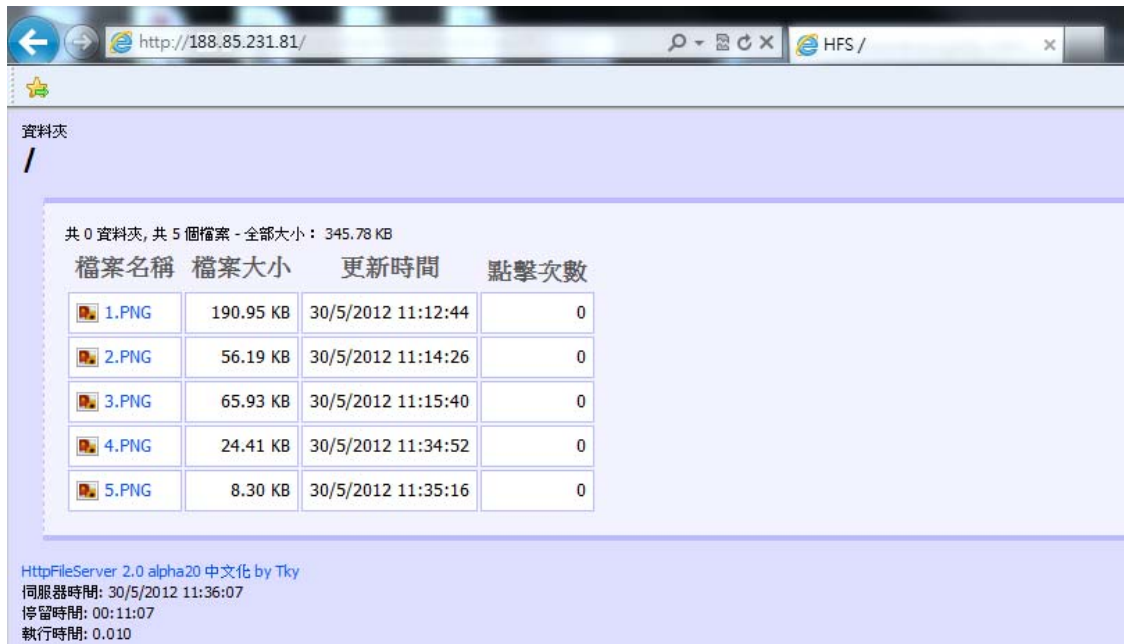 http://188.85.231.81/
HFS /
資料夾
/
共 0 資料夾, 共 5 個檔案 - 全部大小： 345.78 KB
檔案名稱 檔案大小 更新時間 點擊次數
1.PNG 190.95 KB 30/5/2012 11:12:44 0
2.PNG 56.19 KB 30/5/2012 11:14:26 0
3.PNG 65.93 KB 30/5/2012 11:15:40 0
4.PNG 24.41 KB 30/5/2012 11:34:52 0
5.PNG 8.30 KB 30/5/2012 11:35:16 0
HttpFileServer 2.0 alpha20 中文化 by Tky
伺服器時間: 30/5/2012 11:36:07
停留時間: 00:11:07
執行時間: 0.010